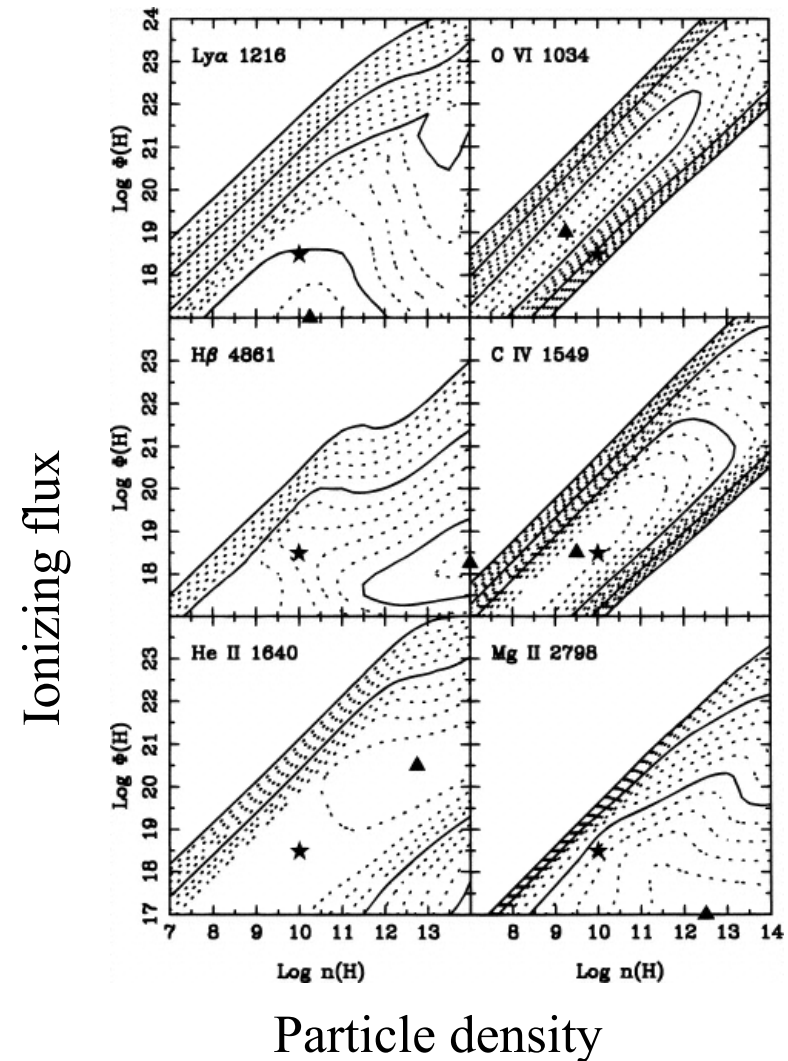 Lyα 1216
O VI 1034
Hβ 4861
C IV 1549
He II 1640
Mg II 2798
Log Φ(H)
24
23
22
21
20
19
18
Log Φ(H)
23
22
21
20
19
18
Log Φ(H)
23
22
21
20
19
18
17
7 8 9 10 11 12 13
8 9 10 11 12 13 14
Log n(H)
Log n(H)
Ionizing flux
Particle density